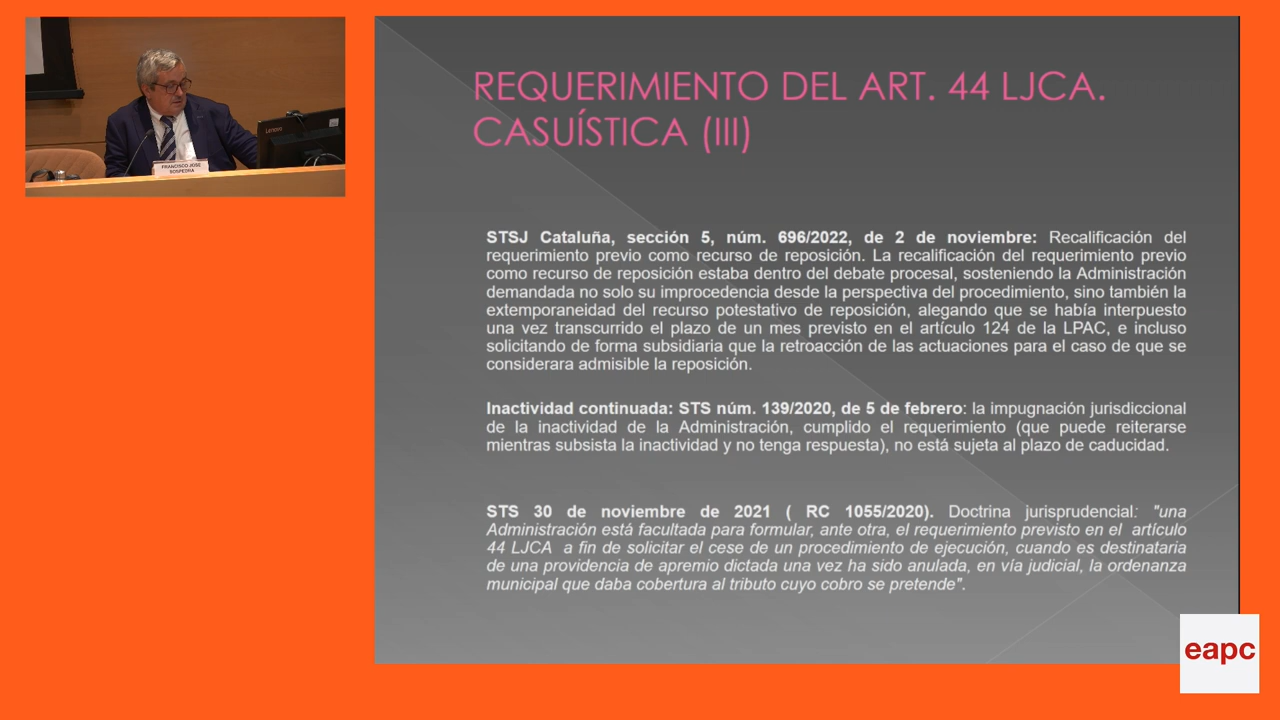 Lenovo
FRANCISCO JOSÉ
SOSPEDRA
REQUERIMIENTO DEL ART. 44 LJCA.
CASUÍSTICA (III)
STSJ Cataluña, sección 5, núm. 696/2022, de 2 de noviembre: Recalificación del
requerimiento previo como recurso de reposición. La recalificación del requerimiento previo
como recurso de reposición estaba dentro del debate procesal, sosteniendo la Administración
demandada no solo su improcedencia desde la perspectiva del procedimiento, sino también la
extemporaneidad del recurso potestativo de reposición, alegando que se había interpuesto
una vez transcurrido el plazo de un mes previsto en el artículo 124 de la LPAC, e incluso
solicitando de forma subsidiaria que la retroacción de las actuaciones para el caso de que se
considerara admisible la reposición.
Inactividad continuada: STS núm. 139/2020, de 5 de febrero: la impugnación jurisdiccional
de la inactividad de la Administración, cumplido el requerimiento (que puede reiterarse
mientras subsista la inactividad y no tenga respuesta), no está sujeta al plazo de caducidad.
STS 30 de noviembre de 2021 ( RC 1055/2020). Doctrina jurisprudencial: "una
Administración está facultada para formular, ante otra, el requerimiento previsto en el artículo
44 LJCA a fin de solicitar el cese de un procedimiento de ejecución, cuando es destinataria
de una providencia de apremio dictada una vez ha sido anulada, en vía judicial, la ordenanza
municipal que daba cobertura al tributo cuyo cobro se pretende".
eapc